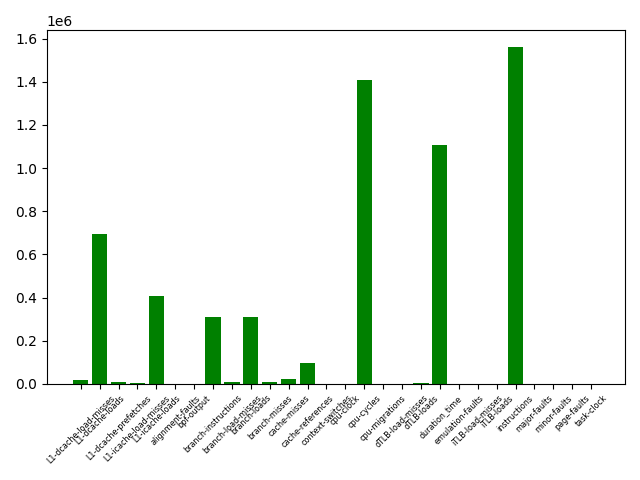 1e6
1.6
1.4
1.2
1.0
0.8
0.6
0.4
0.2
0.0
L1-dcache-load-misses
L1-dcache-loads
L1-dcache-prefetches
L1-icache-load-misses
L1-icache-loads
alignment-faults
bpf-output
branch-instructions
branch-load-misses
branch-loads
branch-misses
cache-misses
cache-references
context-switches
cpu-clock
cpu-cycles
cpu-migrations
dTLB-load-misses
dTLB-loads
duration_time
emulation-faults
iTLB-load-misses
iTLB-loads
instructions
major-faults
minor-faults
page-faults
task-clock